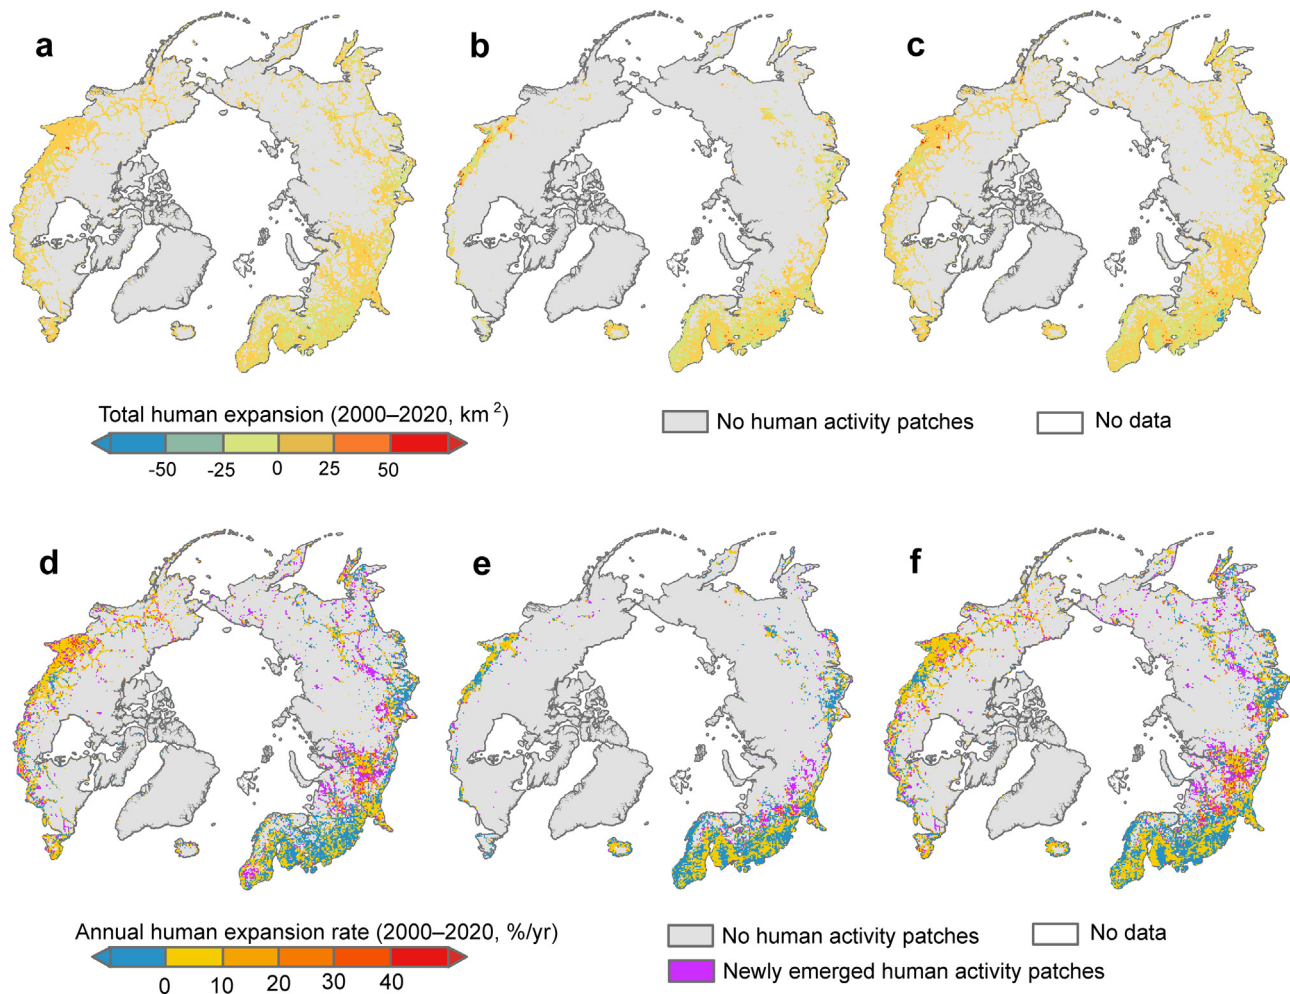 a
b
c
Total human expansion (2000–2020, km²)
-50 -25 0 25 50
No human activity patches
No data
d
e
f
Annual human expansion rate (2000–2020, %/yr)
0 10 20 30 40
No human activity patches
No data
Newly emerged human activity patches